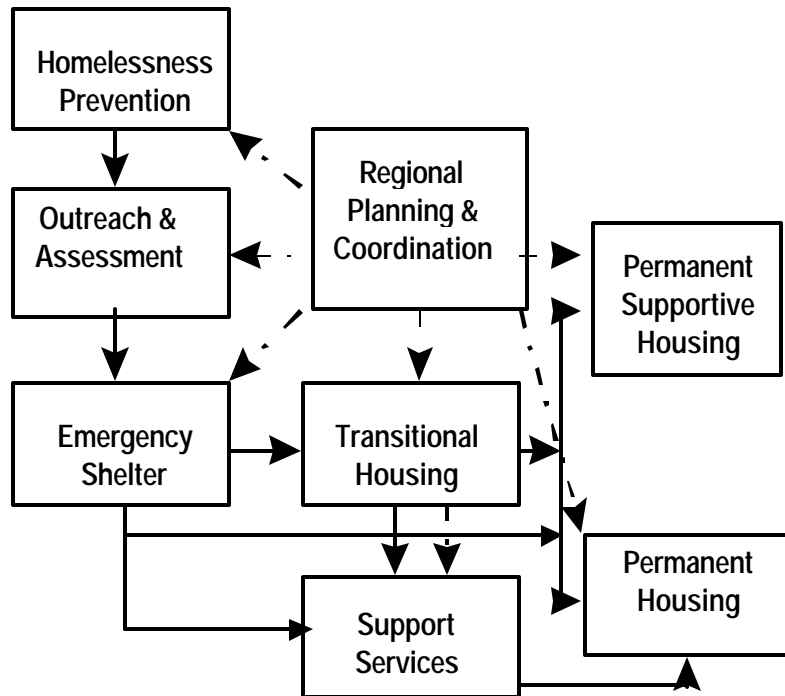 Homelessness
Prevention
Regional
Planning &
Coordination
Outreach &
Assessment
Permanent
Supportive
Housing
Emergency
Shelter
Transitional
Housing
Permanent
Housing
Support
Services